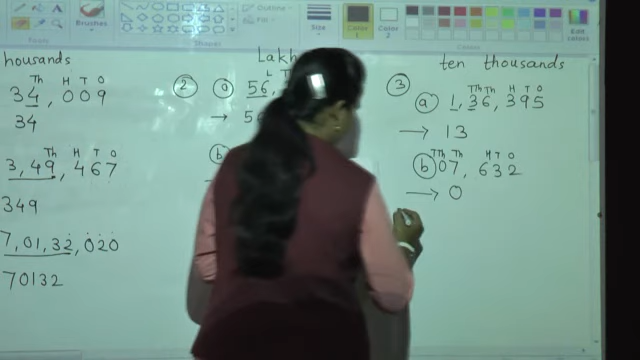 Brushes
Shapes
Outline
Fill
Size
Color 1
Color 2
Edit colors
Colors
housands
Th H T O
34,009
34
Th H T O
3,49,467
349
7,01,32,020
70132
Lakh
2 a 56,
b
ten thousands
3
TTh Th H T O
a 1,36,395
→ 13
TTh Th H T O
b 07,632
→ 0